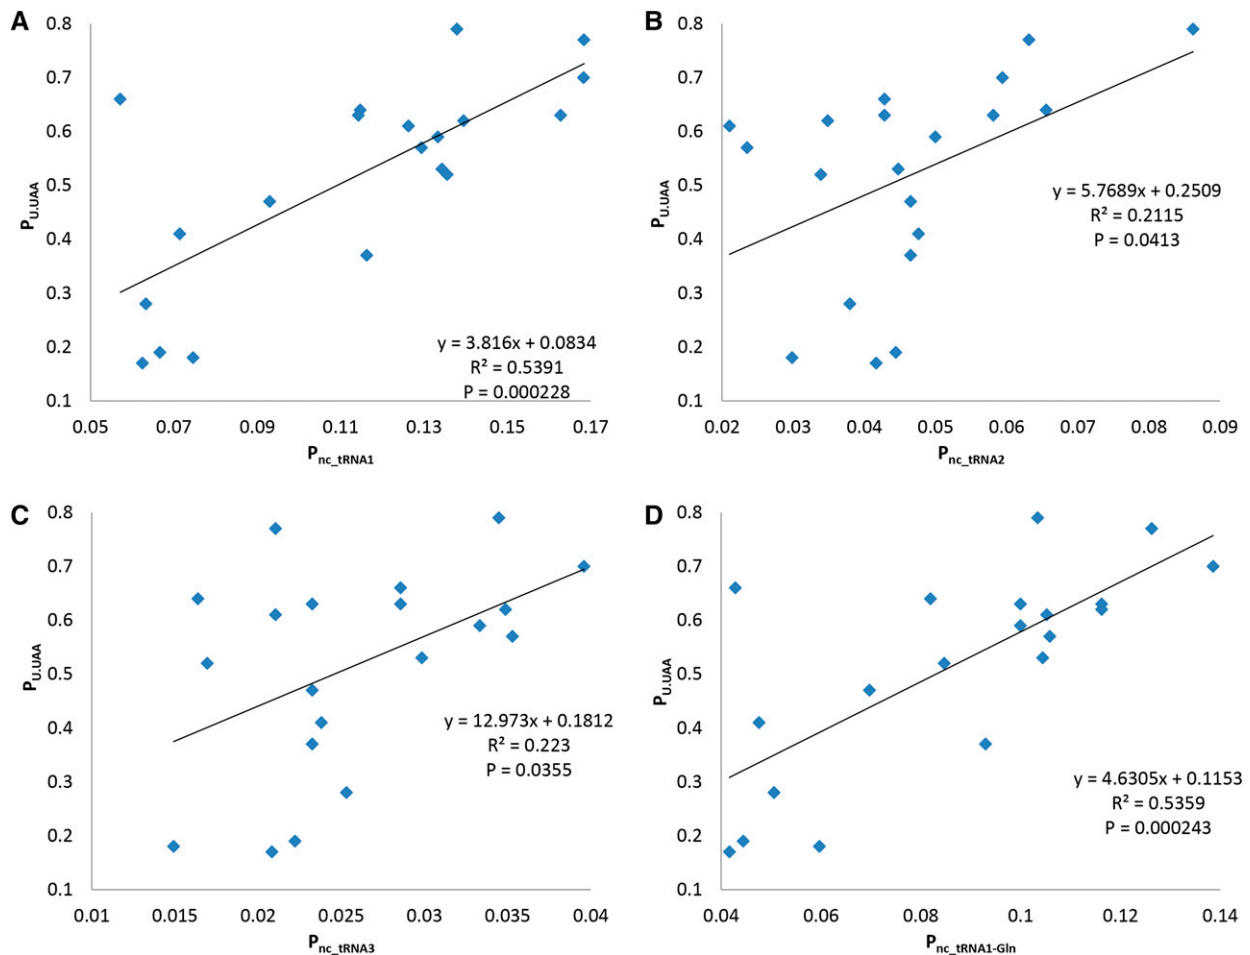 A
0.8
0.7
0.6
0.5
0.4
0.3
0.2
0.1
P_U.UAA
y = 3.816x + 0.0834
R² = 0.5391
P = 0.000228
0.05 0.07 0.09 0.11 0.13 0.15 0.17
P_nc_tRNA1
B
0.8
0.7
0.6
0.5
0.4
0.3
0.2
0.1
P_U.UAA
y = 5.7689x + 0.2509
R² = 0.2115
P = 0.0413
0.02 0.03 0.04 0.05 0.06 0.07 0.08 0.09
P_nc_tRNA2
C
0.8
0.7
0.6
0.5
0.4
0.3
0.2
0.1
P_U.UAA
y = 12.973x + 0.1812
R² = 0.223
P = 0.0355
0.01 0.015 0.02 0.025 0.03 0.035 0.04
P_nc_tRNA3
D
0.8
0.7
0.6
0.5
0.4
0.3
0.2
0.1
P_U.UAA
y = 4.6305x + 0.1153
R² = 0.5359
P = 0.000243
0.04 0.06 0.08 0.1 0.12 0.14
P_nc_tRNA1-Gln